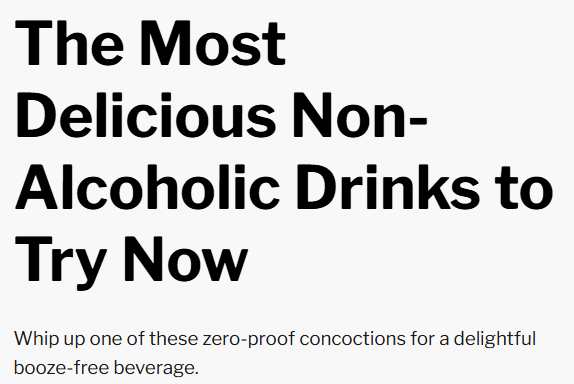 The Most
Delicious Non-
Alcoholic Drinks to
Try Now
Whip up one of these zero-proof concoctions for a delightful
booze-free beverage.